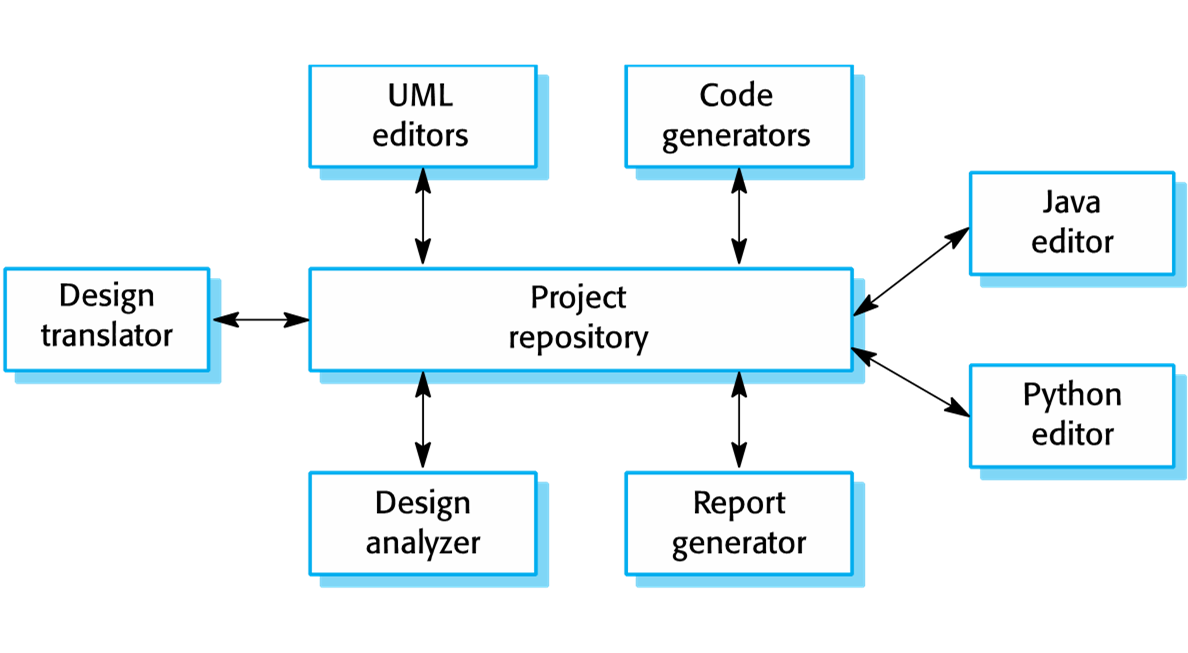 UML
editors
Code
generators
Java
editor
Design
translator
Project
repository
Python
editor
Design
analyzer
Report
generator